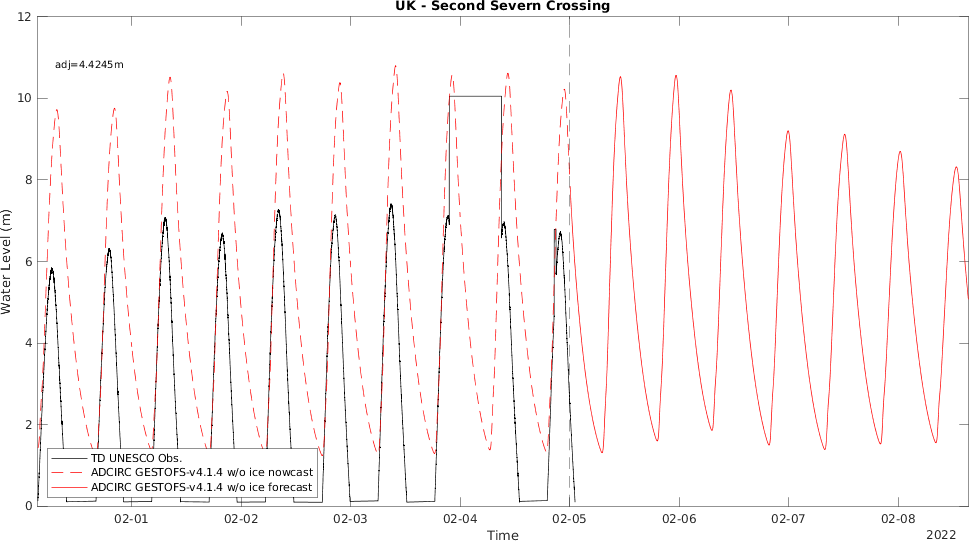 UK - Second Severn Crossing
adj=4.4245m
Water Level (m)
12
10
8
6
4
2
0
TD UNESCO Obs.
ADCIRC GESTOFS-v4.1.4 w/o ice nowcast
ADCIRC GESTOFS-v4.1.4 w/o ice forecast
02-01 02-02 02-03 02-04 02-05 02-06 02-07 02-08
Time
2022